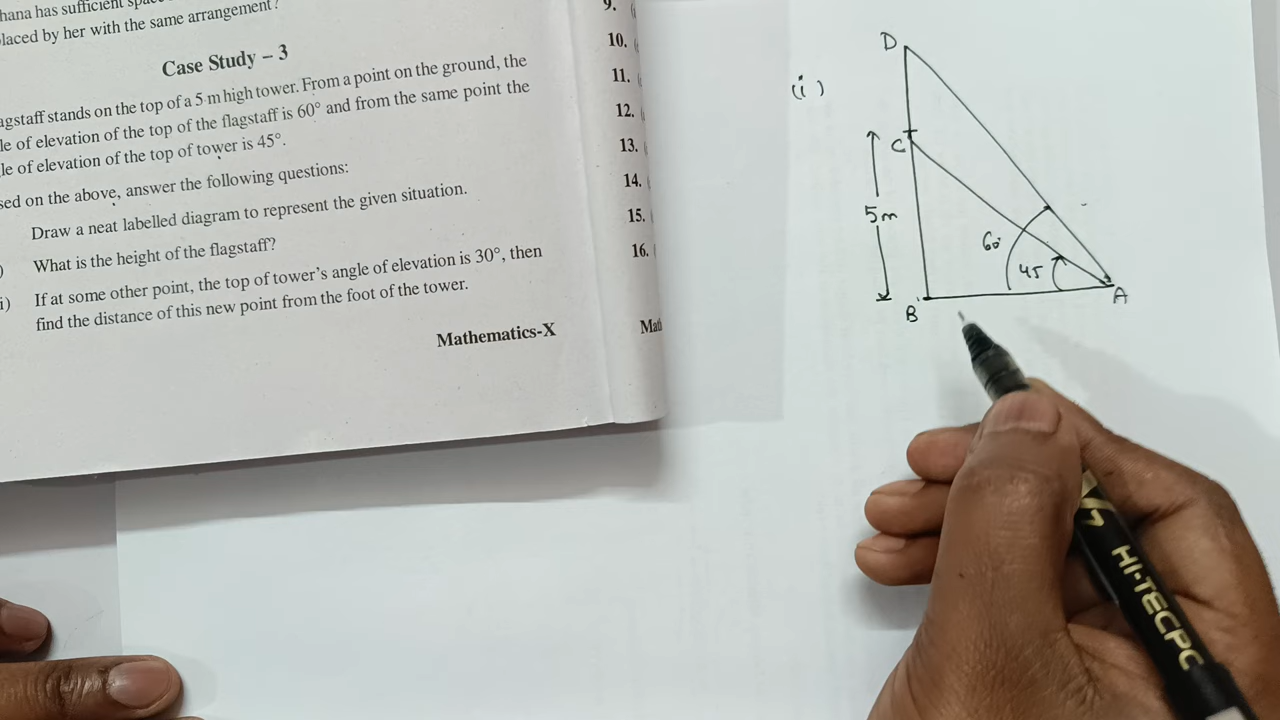 hana has sufficient
laced by her with the same arrangement?
Case Study – 3
agstaff stands on the top of a 5 m high tower. From a point on the ground, the
le of elevation of the top of the flagstaff is 60° and from the same point the
le of elevation of the top of tower is 45°.
sed on the above, answer the following questions:
Draw a neat labelled diagram to represent the given situation.
) What is the height of the flagstaff?
i) If at some other point, the top of tower's angle of elevation is 30°, then
find the distance of this new point from the foot of the tower.
Mathematics-X
9.
10.
11.
12.
13.
14.
15.
16.
Mat
(i)
D
C
5m
60°
45
B
A
HI-TECPC